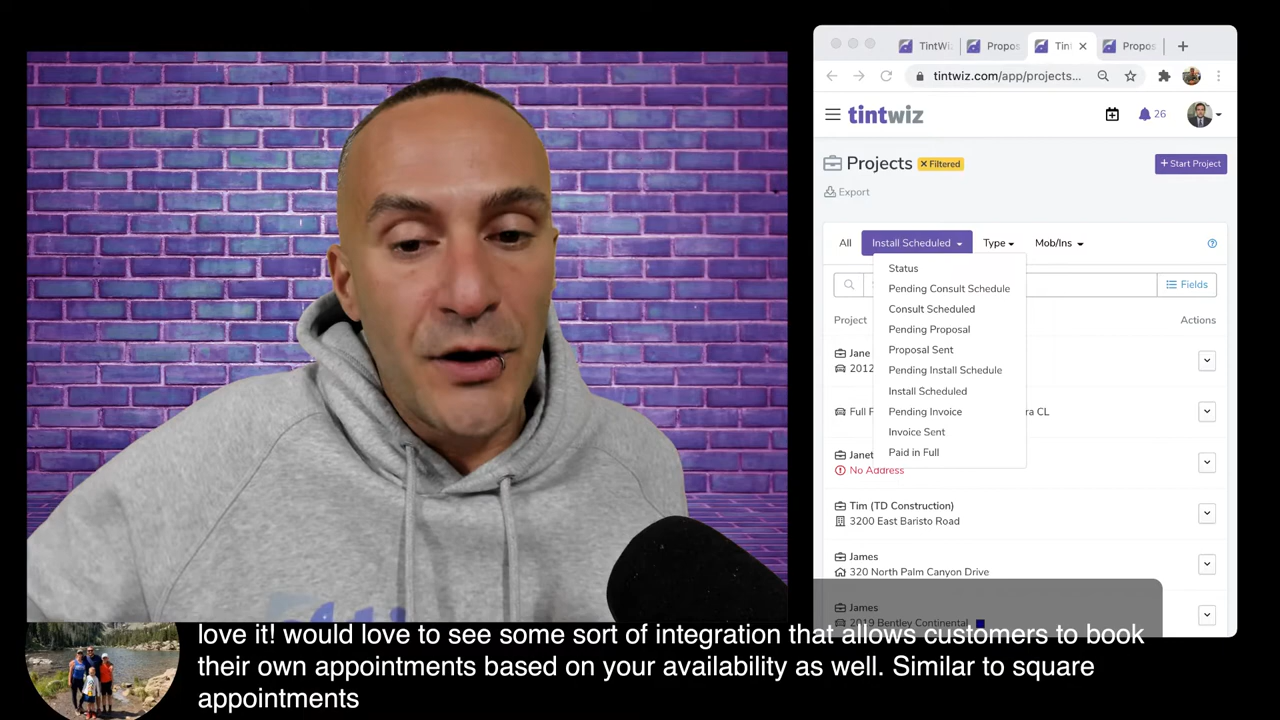 TintWi
Propos
Tint
Propos
tintwiz.com/app/projects...
tintwiz
26
Projects
Filtered
+ Start Project
Export
All
Install Scheduled
Type
Mob/Ins
Status
Pending Consult Schedule
Consult Scheduled
Pending Proposal
Proposal Sent
Pending Install Schedule
Install Scheduled
Pending Invoice
Invoice Sent
Paid in Full
Fields
Project
Actions
Jane
2012
Full
CL
Janet
No Address
Tim (TD Construction)
3200 East Baristo Road
James
320 North Palm Canyon Drive
James
2019 Bentley Continental
love it! would love to see some sort of integration that allows customers to book
their own appointments based on your availability as well. Similar to square
appointments